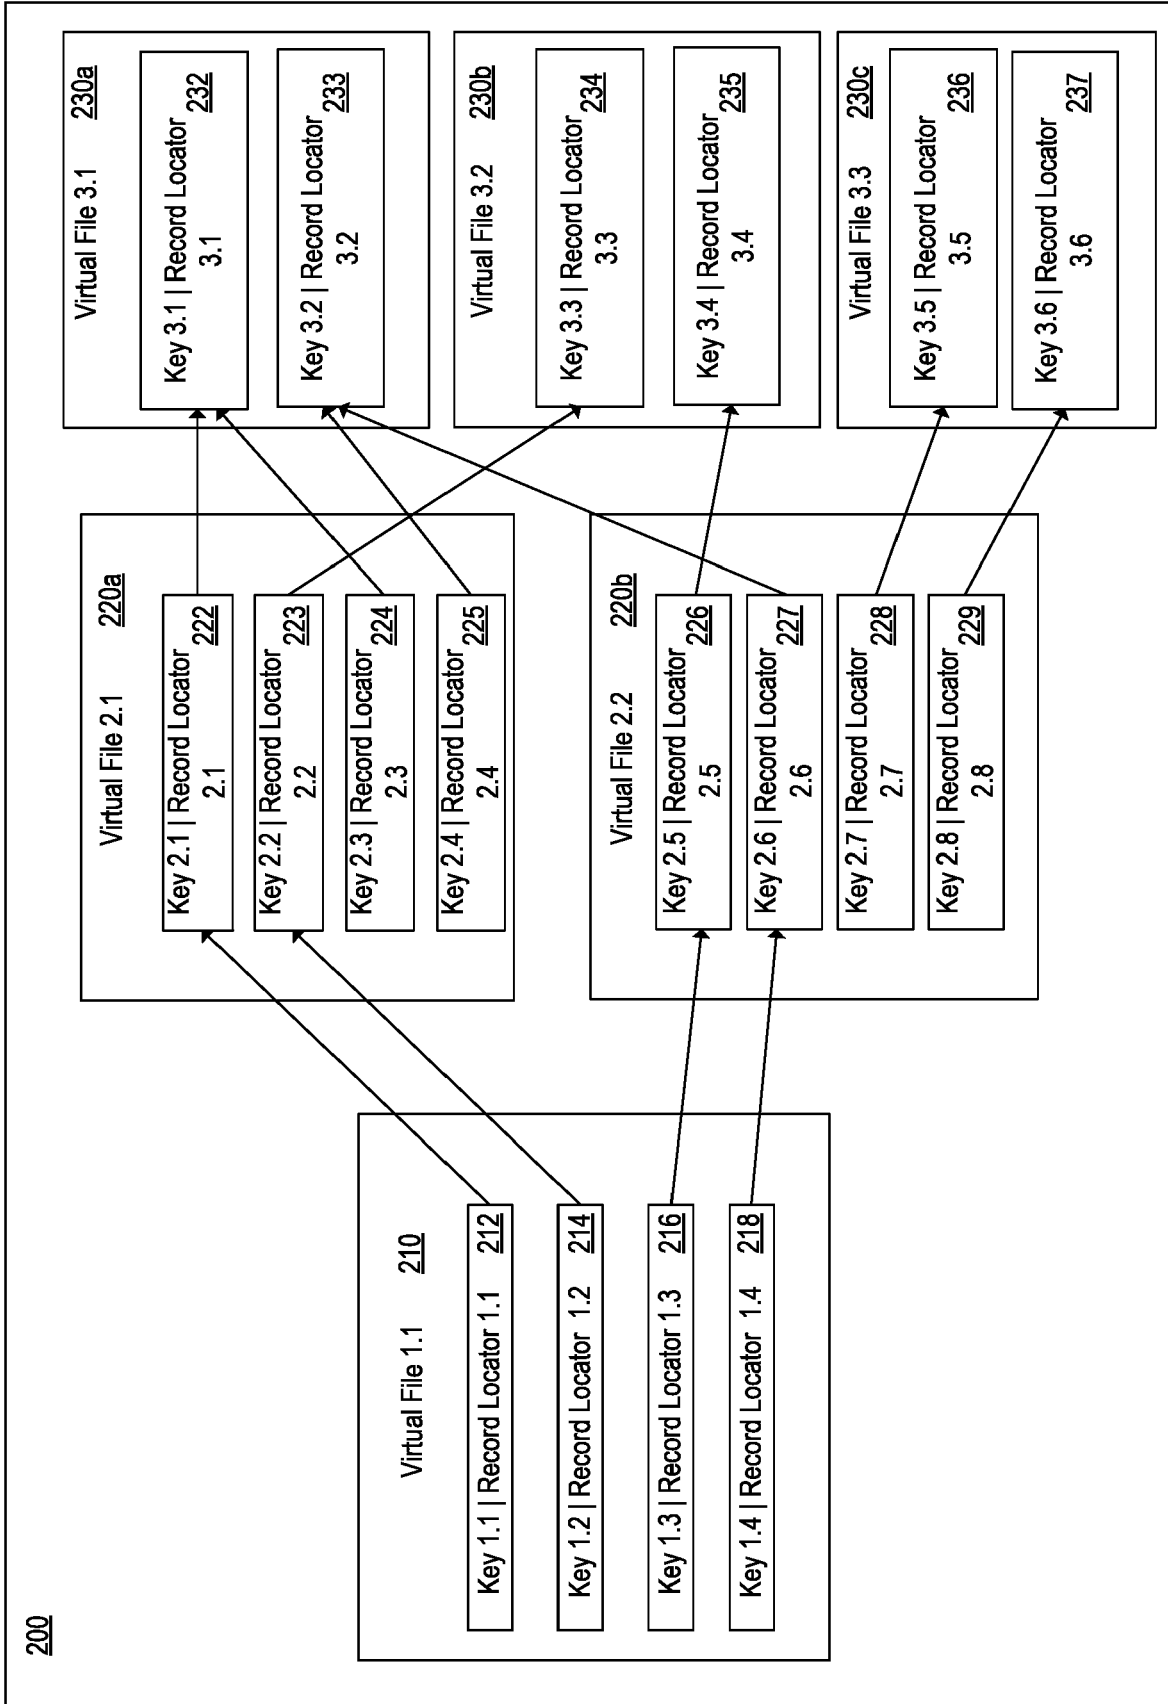 200
Virtual File 1.1
210
Key 1.1 | Record Locator 1.1
212
Key 1.2 | Record Locator 1.2
214
Key 1.3 | Record Locator 1.3
216
Key 1.4 | Record Locator 1.4
218
Virtual File 2.1
220a
Key 2.1 | Record Locator
2.1
222
Key 2.2 | Record Locator
2.2
223
Key 2.3 | Record Locator
2.3
224
Key 2.4 | Record Locator
2.4
225
Virtual File 2.2
220b
Key 2.5 | Record Locator
2.5
226
Key 2.6 | Record Locator
2.6
227
Key 2.7 | Record Locator
2.7
228
Key 2.8 | Record Locator
2.8
229
Virtual File 3.1
230a
Key 3.1 | Record Locator
3.1
232
Key 3.2 | Record Locator
3.2
233
Virtual File 3.2
230b
Key 3.3 | Record Locator
3.3
234
Key 3.4 | Record Locator
3.4
235
Virtual File 3.3
230c
Key 3.5 | Record Locator
3.5
236
Key 3.6 | Record Locator
3.6
237